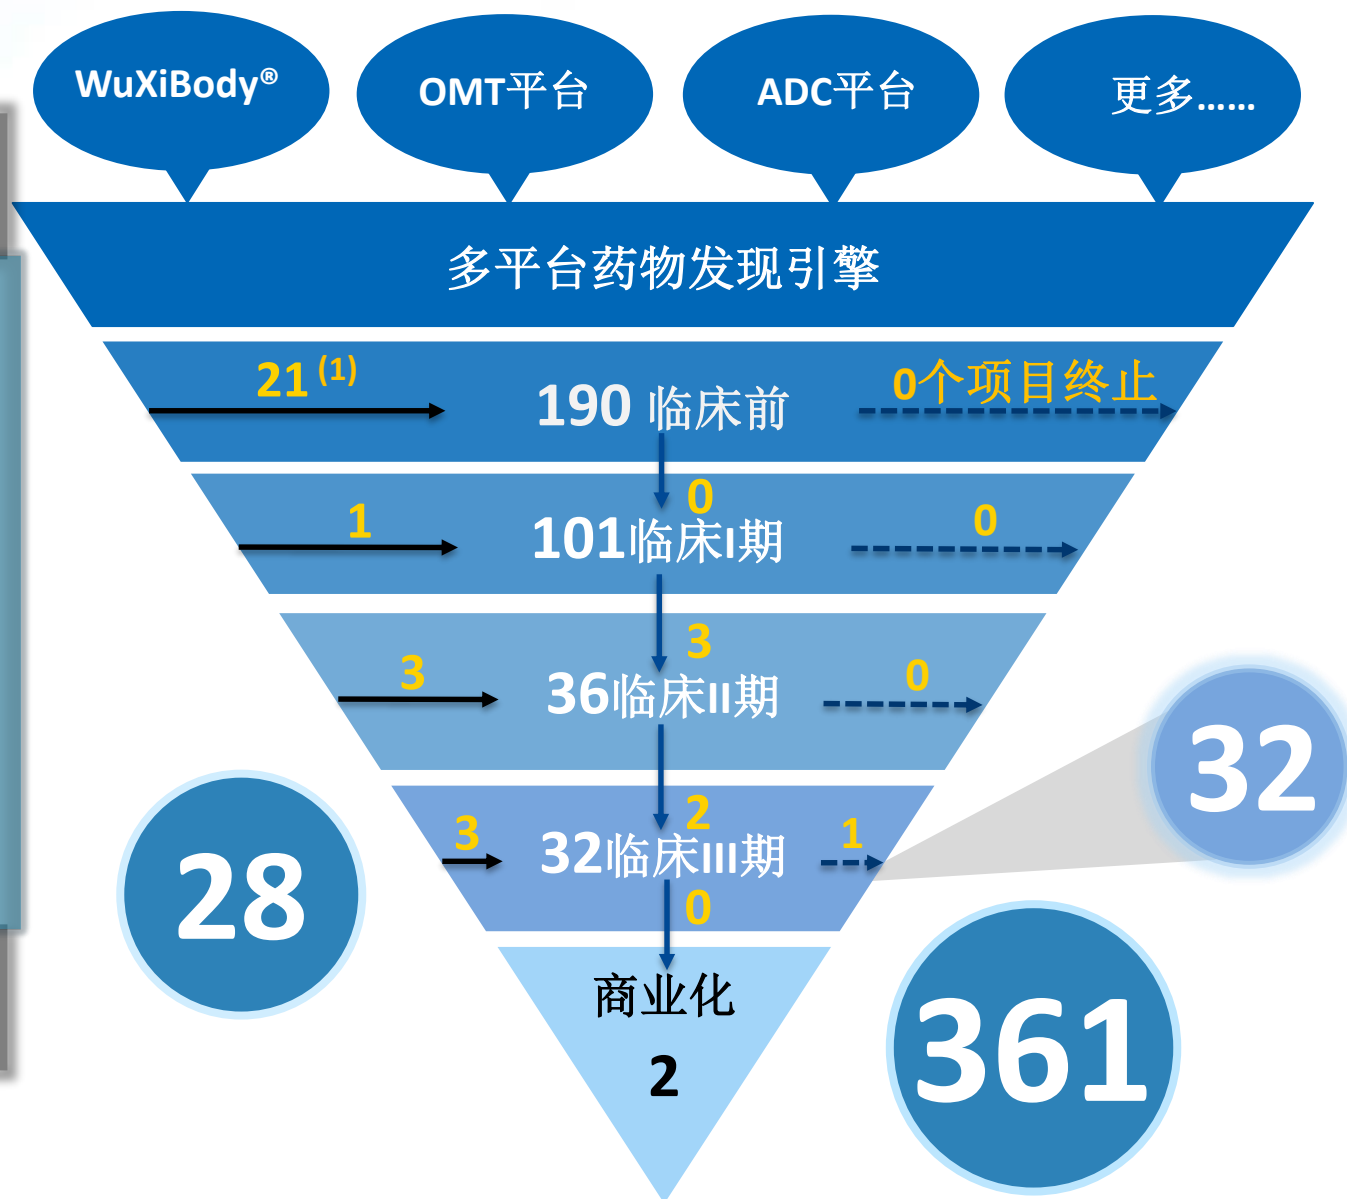 WuXiBody®
OMT平台
ADC平台
更多......
多平台药物发现引擎
21 (1)
190 临床前
0个项目终止
0
1
101临床I期
0
3
3
36临床II期
0
2
3
32临床III期
1
0
32
28
商业化
2
361